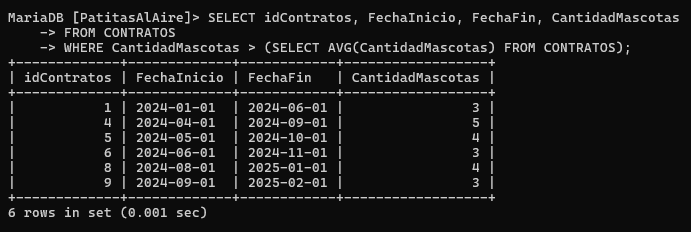 MariaDB [PatitasAlAire]> SELECT idContratos, FechaInicio, FechaFin, CantidadMascotas
    -> FROM CONTRATOS
    -> WHERE CantidadMascotas > (SELECT AVG(CantidadMascotas) FROM CONTRATOS);
+-------------+-------------+------------+------------------+
| idContratos | FechaInicio | FechaFin   | CantidadMascotas |
+-------------+-------------+------------+------------------+
|           1 | 2024-01-01  | 2024-06-01 |                3 |
|           4 | 2024-04-01  | 2024-09-01 |                5 |
|           5 | 2024-05-01  | 2024-10-01 |                4 |
|           6 | 2024-06-01  | 2024-11-01 |                3 |
|           8 | 2024-08-01  | 2025-01-01 |                4 |
|           9 | 2024-09-01  | 2025-02-01 |                3 |
+-------------+-------------+------------+------------------+
6 rows in set (0.001 sec)